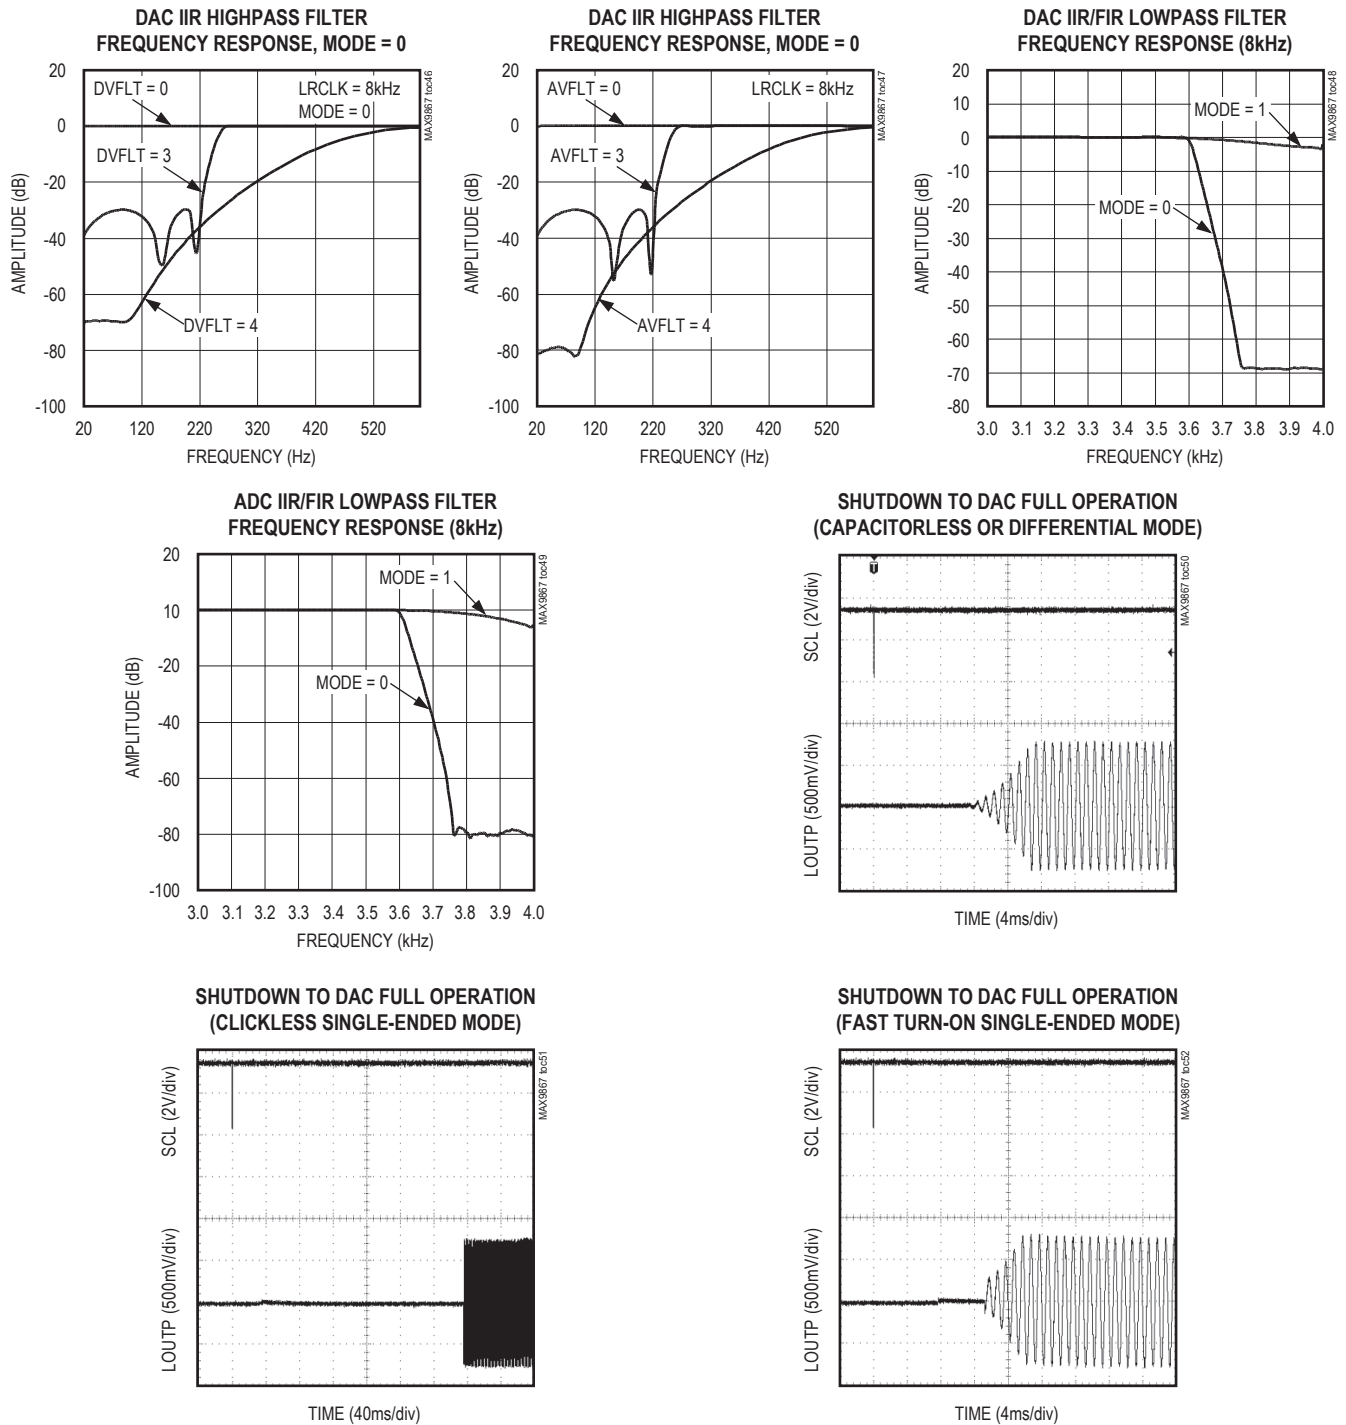 DAC IIR HIGHPASS FILTER
FREQUENCY RESPONSE, MODE = 0
20
0
-20
-40
-60
-80
-100
AMPLITUDE (dB)
DVFLT = 0
LRCLK = 8kHz
MODE = 0
DVFLT = 3
DVFLT = 4
MAX9867 toc46
20 120 220 320 420 520
FREQUENCY (Hz)
DAC IIR HIGHPASS FILTER
FREQUENCY RESPONSE, MODE = 0
20
0
-20
-40
-60
-80
-100
AMPLITUDE (dB)
AVFLT = 0
LRCLK = 8kHz
AVFLT = 3
AVFLT = 4
MAX9867 toc47
20 120 220 320 420 520
FREQUENCY (Hz)
DAC IIR/FIR LOWPASS FILTER
FREQUENCY RESPONSE (8kHz)
20
10
0
-10
-20
-30
-40
-50
-60
-70
-80
AMPLITUDE (dB)
MODE = 1
MODE = 0
MAX9867 toc48
3.0 3.1 3.2 3.3 3.4 3.5 3.6 3.7 3.8 3.9 4.0
FREQUENCY (kHz)
ADC IIR/FIR LOWPASS FILTER
FREQUENCY RESPONSE (8kHz)
20
10
-20
-40
-60
-80
-100
AMPLITUDE (dB)
MODE = 1
MODE = 0
MAX9867 toc49
3.0 3.1 3.2 3.3 3.4 3.5 3.6 3.7 3.8 3.9 4.0
FREQUENCY (kHz)
SHUTDOWN TO DAC FULL OPERATION
(CAPACITORLESS OR DIFFERENTIAL MODE)
T
SCL (2V/div)
LOUTP (500mV/div)
MAX9867 toc50
TIME (4ms/div)
SHUTDOWN TO DAC FULL OPERATION
(CLICKLESS SINGLE-ENDED MODE)
SCL (2V/div)
LOUTP (500mV/div)
MAX9867 toc51
TIME (40ms/div)
SHUTDOWN TO DAC FULL OPERATION
(FAST TURN-ON SINGLE-ENDED MODE)
SCL (2V/div)
LOUTP (500mV/div)
MAX9867 toc52
TIME (4ms/div)